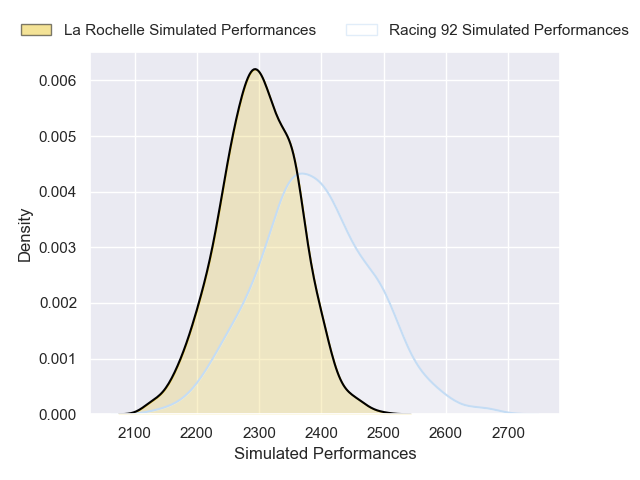 La Rochelle Simulated Performances
Racing 92 Simulated Performances
0.006
0.005
0.004
0.003
0.002
0.001
0.000
Density
2100 2200 2300 2400 2500 2600 2700
Simulated Performances